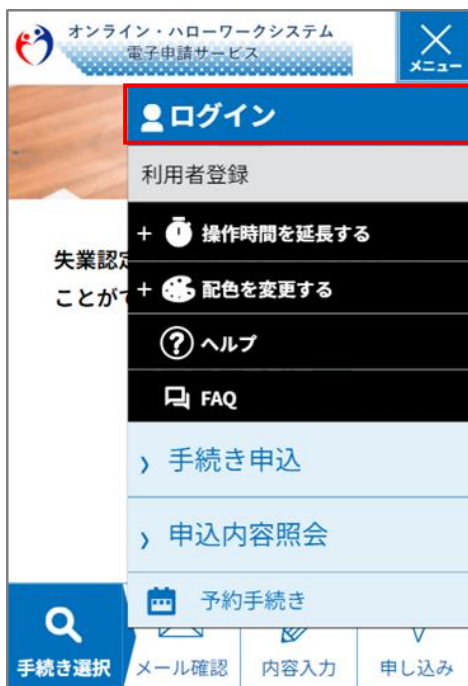 オンライン・ハローワークシステム
電子申請サービス
メニュー
ログイン
利用者登録
+ 操作時間を延長する
失業認定
+ 配色を変更する
ことがで
? ヘルプ
FAQ
› 手続き申込
› 申込内容照会
予約手続き
手続き選択
メール確認
内容入力
申し込み